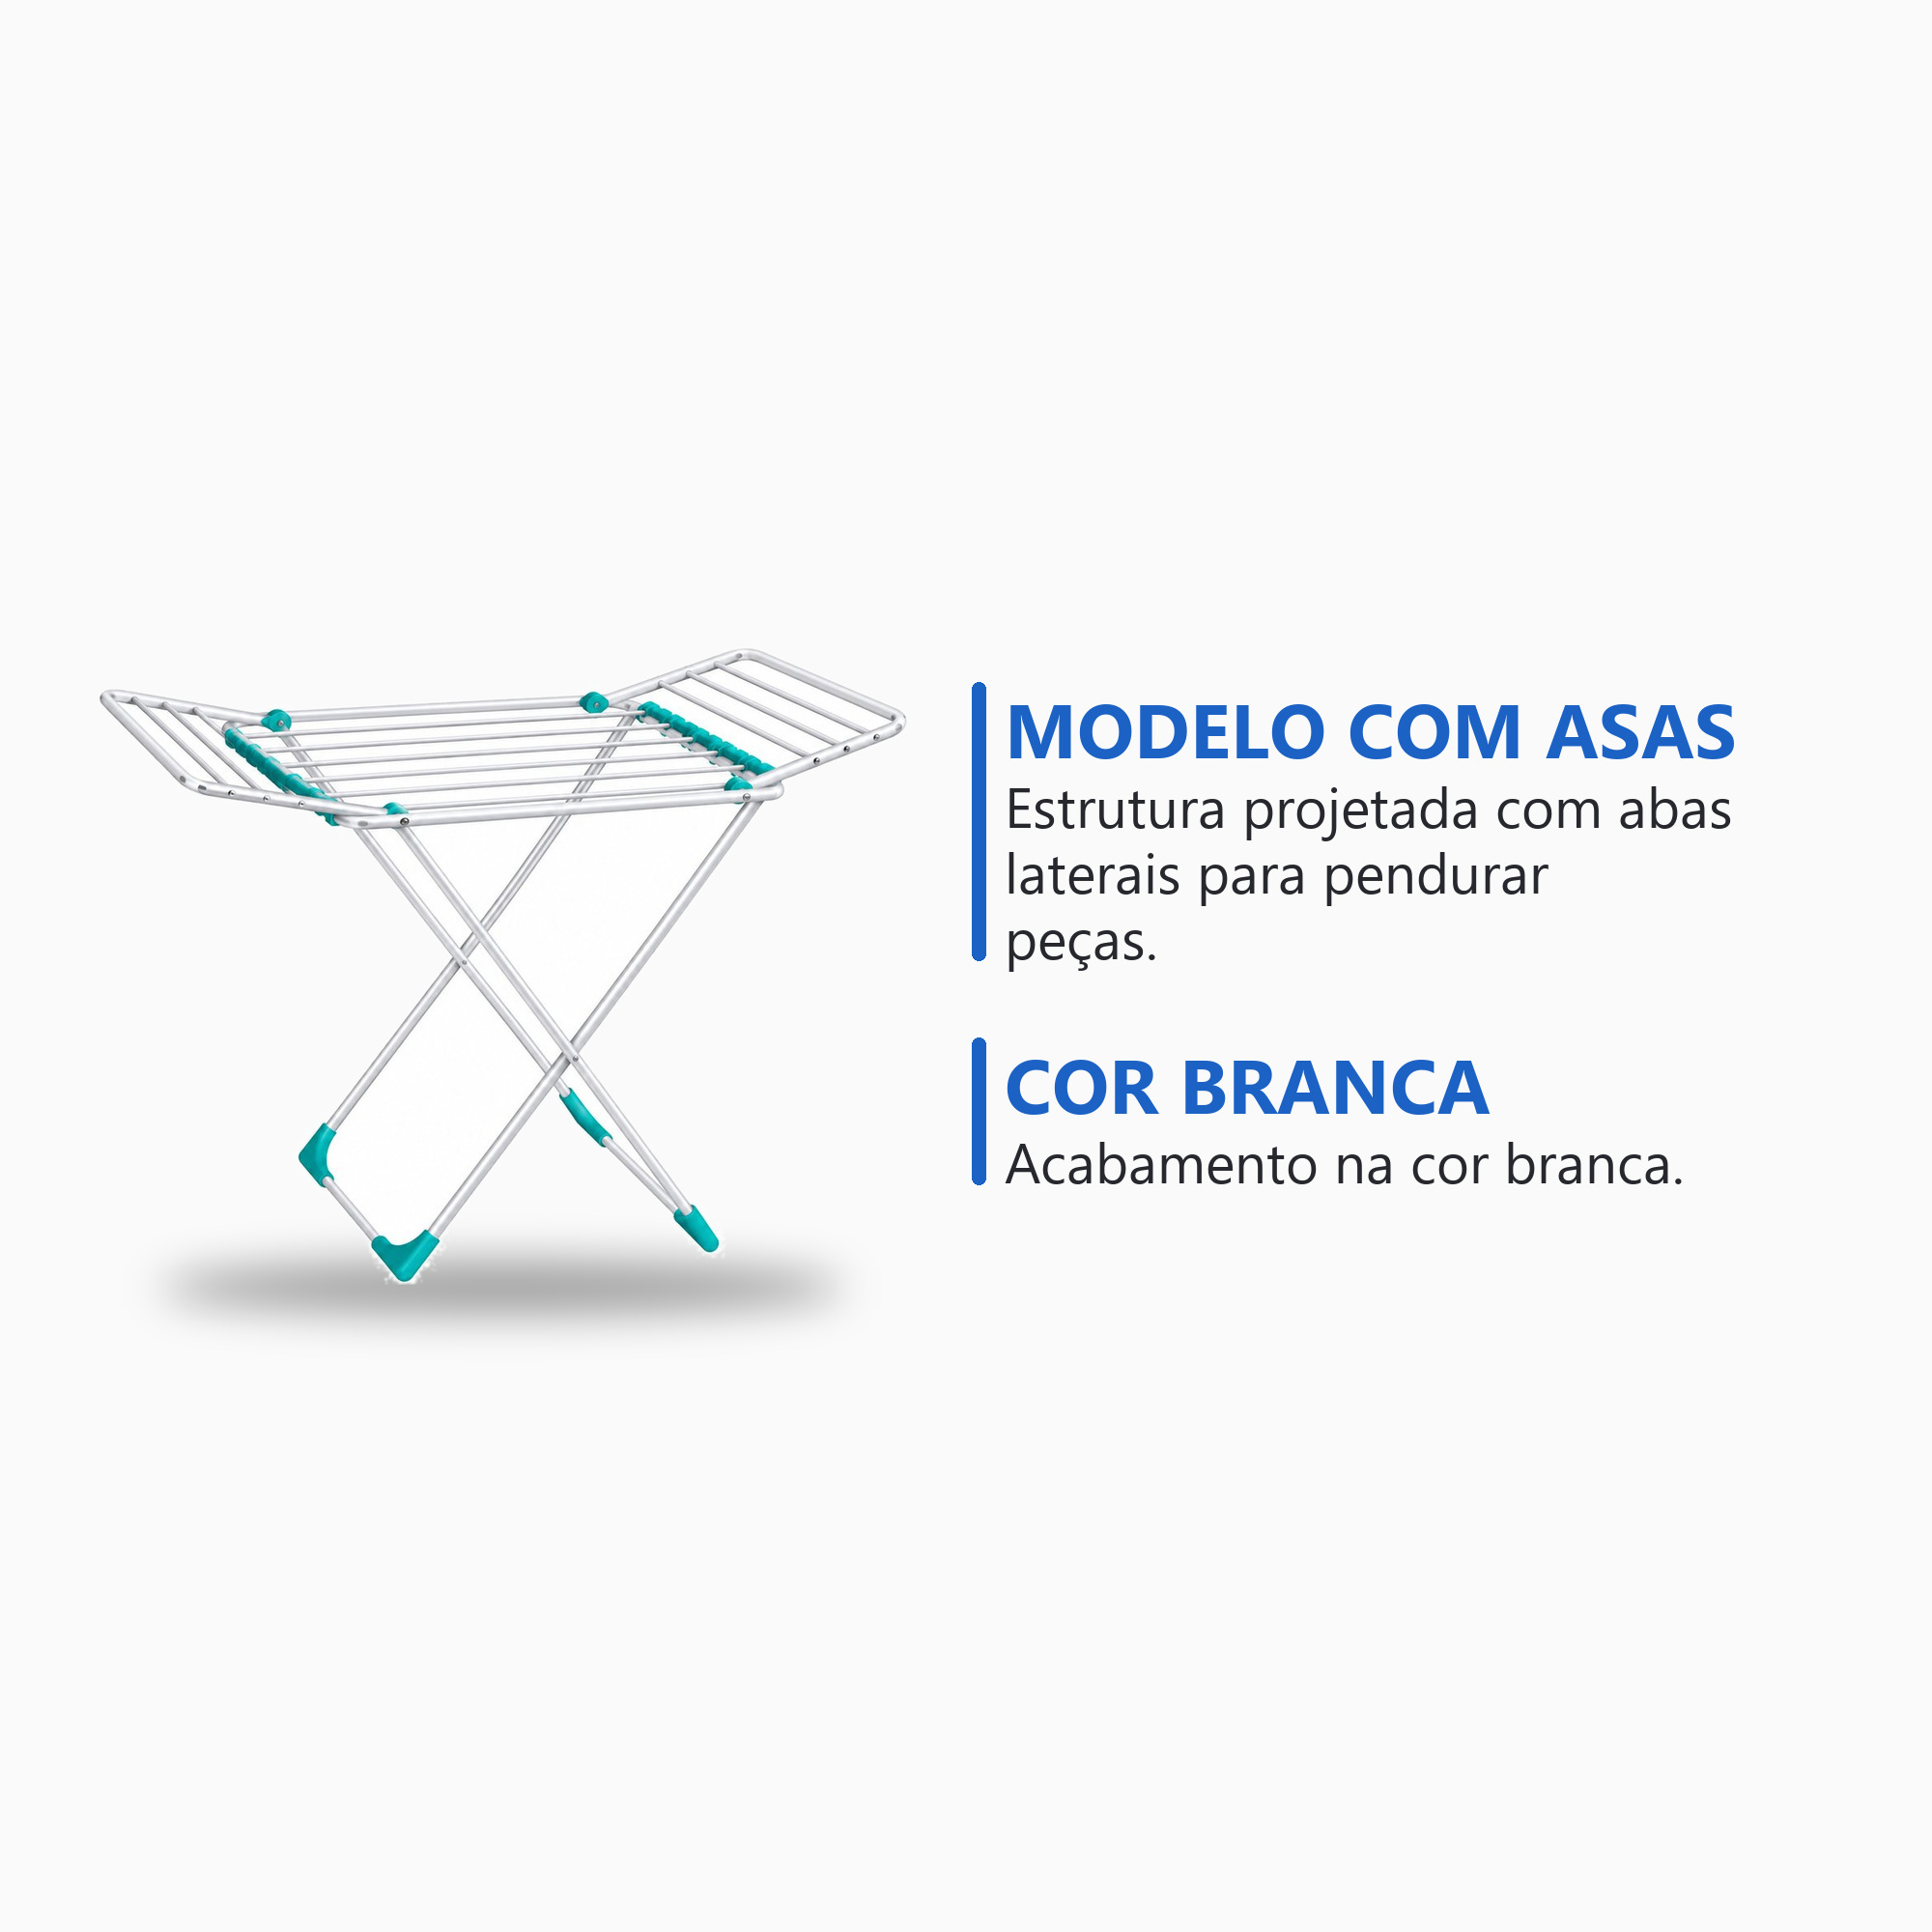 MODELO COM ASAS
Estrutura projetada com abas
laterais para pendurar
peças.
COR BRANCA
Acabamento na cor branca.